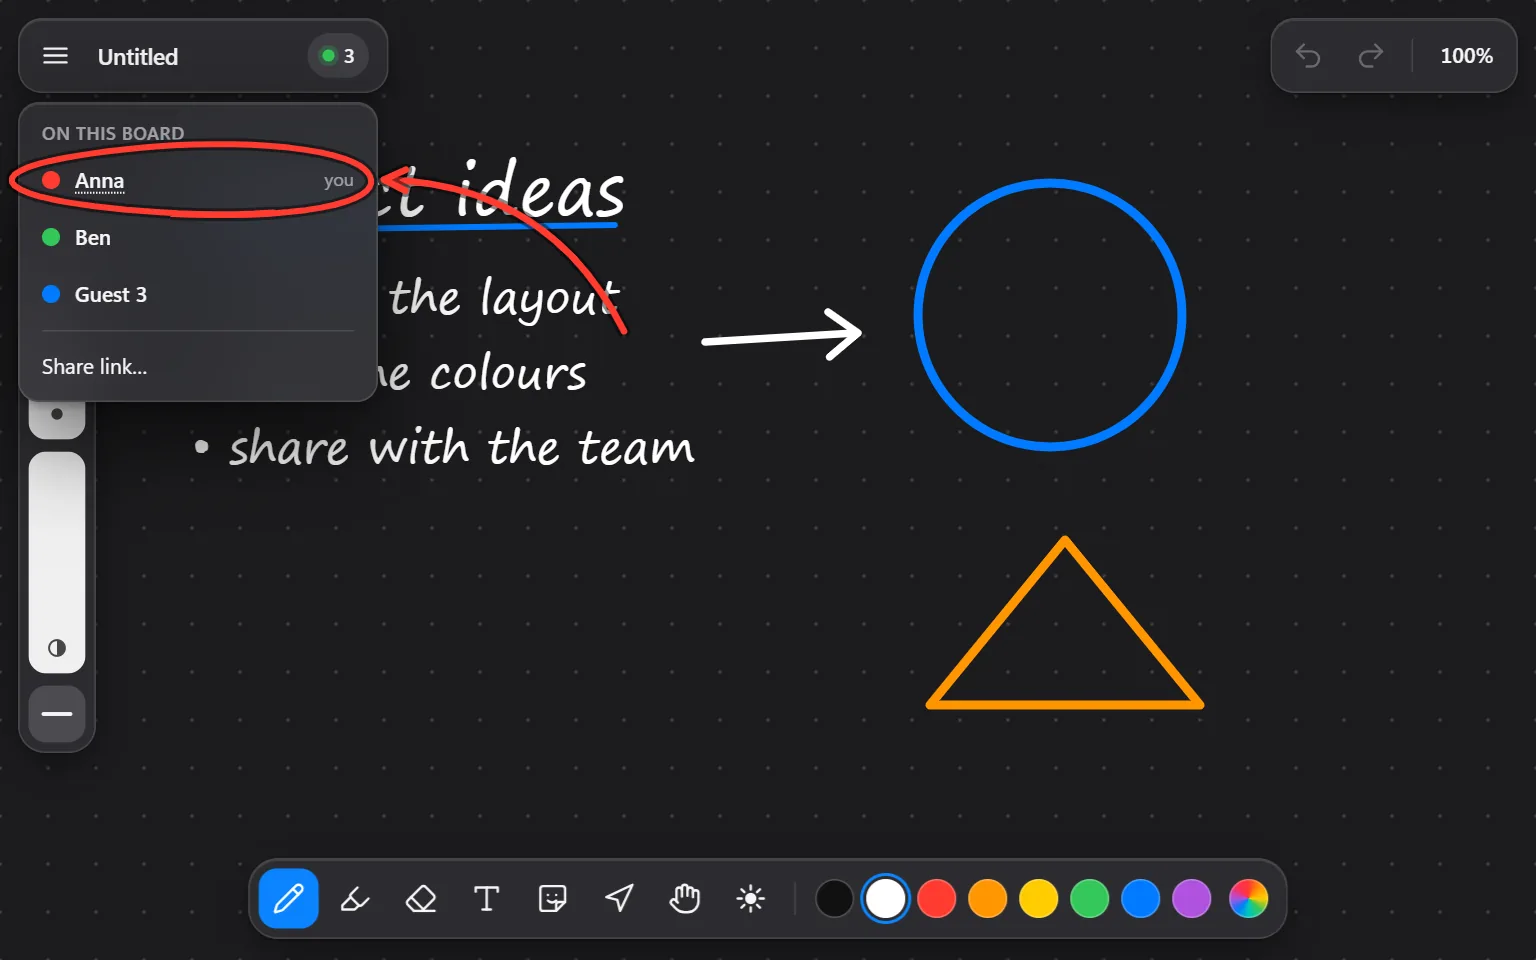 Untitled
3
100%
ON THIS BOARD
Anna you
Ben
Guest 3
Share link...
ideas
the layout
colours
• share with the team
T